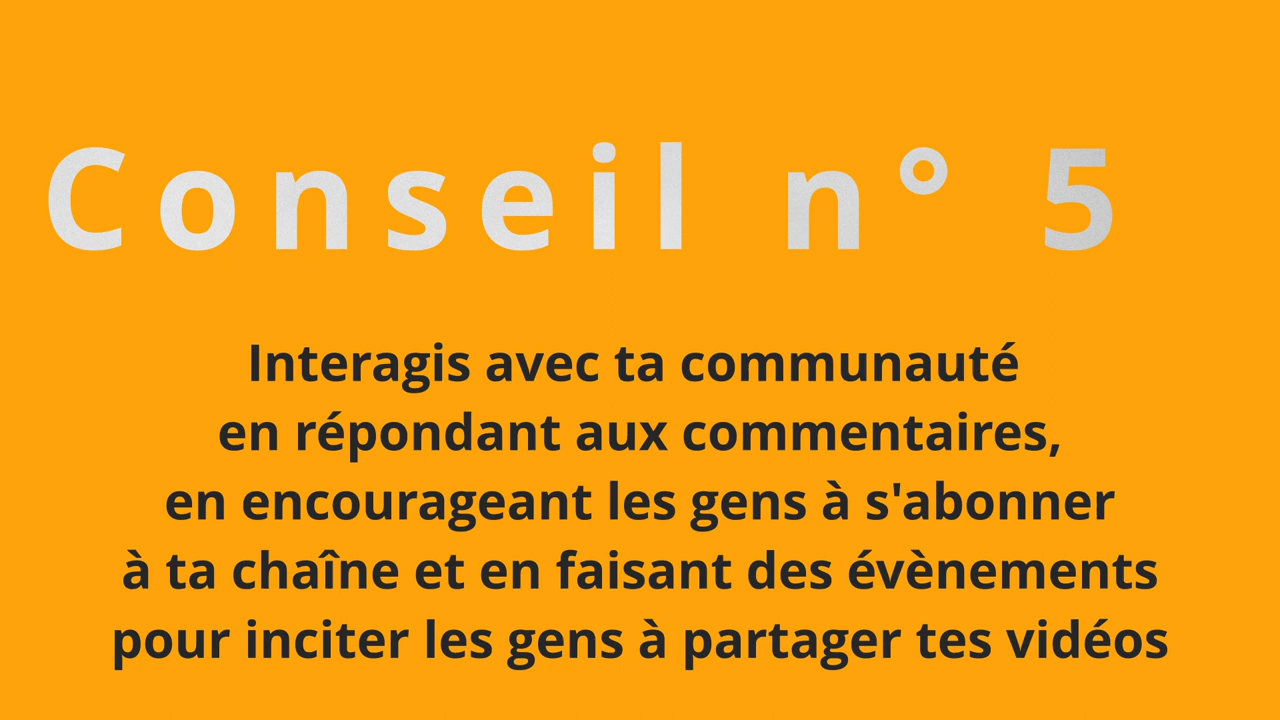 Conseil n° 5
Interagis avec ta communauté
en répondant aux commentaires,
en encourageant les gens à s'abonner
à ta chaîne et en faisant des évènements
pour inciter les gens à partager tes vidéos